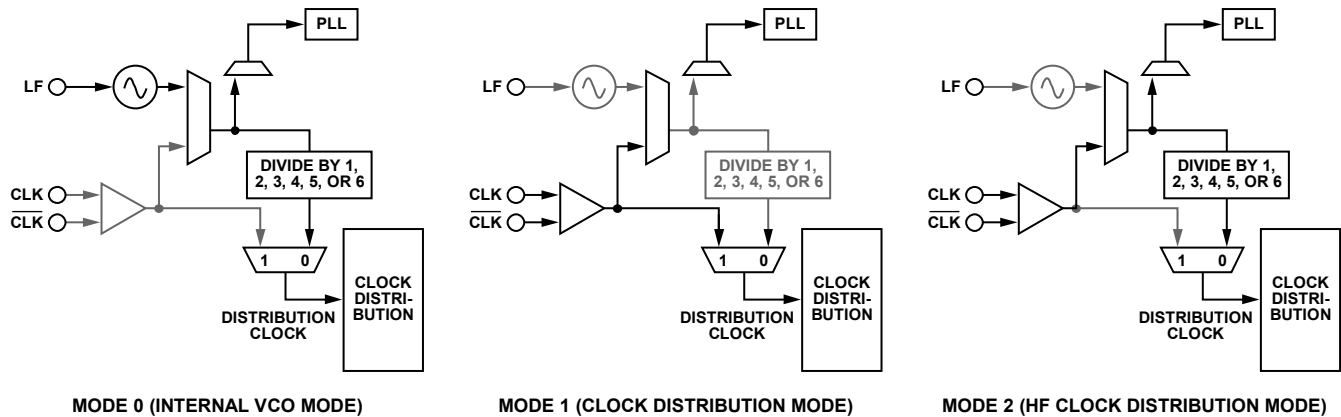 PLL
LF
DIVIDE BY 1,
2, 3, 4, 5, OR 6
CLK
CLK
1 0
CLOCK
DISTRI-
BUTION
DISTRIBUTION
CLOCK
MODE 0 (INTERNAL VCO MODE)
PLL
LF
DIVIDE BY 1,
2, 3, 4, 5, OR 6
CLK
CLK
1 0
CLOCK
DISTRI-
BUTION
DISTRIBUTION
CLOCK
MODE 1 (CLOCK DISTRIBUTION MODE)
PLL
LF
DIVIDE BY 1,
2, 3, 4, 5, OR 6
CLK
CLK
1 0
CLOCK
DISTRI-
BUTION
DISTRIBUTION
CLOCK
MODE 2 (HF CLOCK DISTRIBUTION MODE)